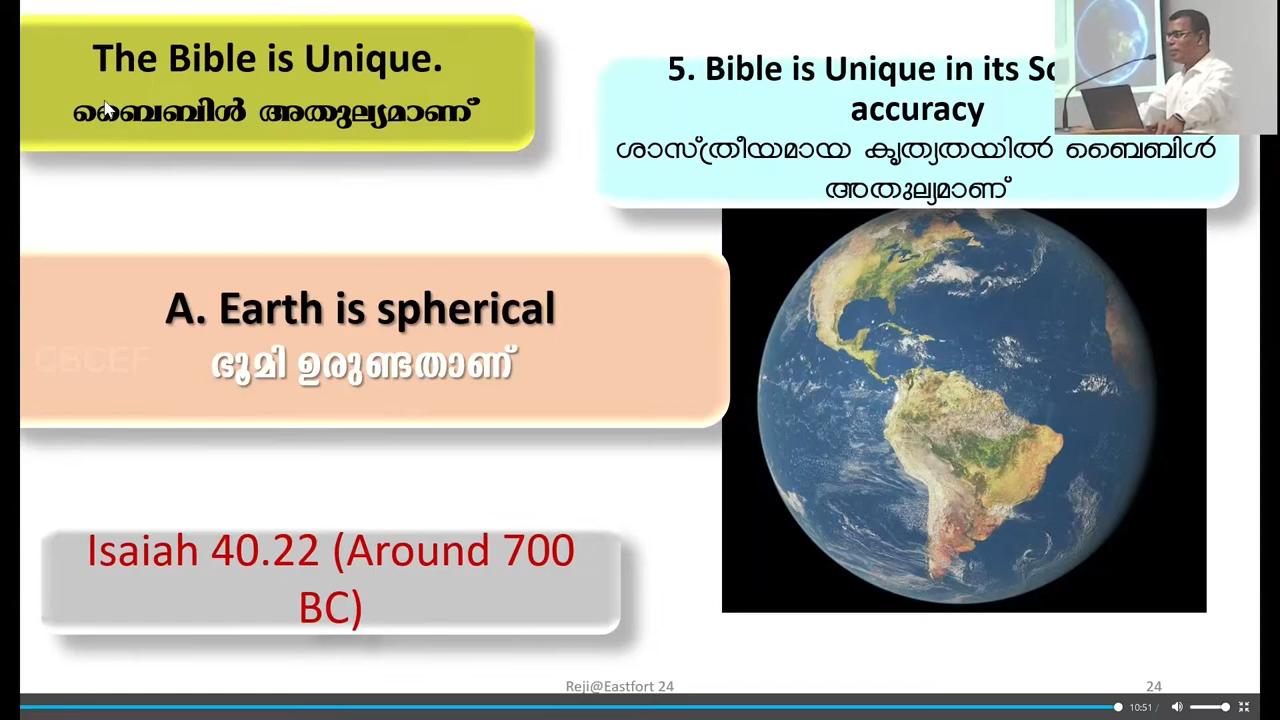 The Bible is Unique.
ബൈബിൾ അതുല്യമാണ്
5. Bible is Unique in its
accuracy
ശാസ്ത്രീയമായ കൃത്യതയിൽ ബൈബിൾ
അതുല്യമാണ്
A. Earth is spherical
ഭൂമി ഉരുണ്ടതാണ്
CBCEF
Isaiah 40.22 (Around 700
BC)
Reji@Eastfort 24
24
10:51 /